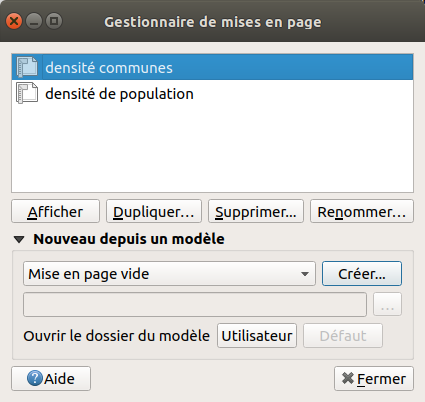 Gestionnaire de mises en page
densité communes
densité de population
Afficher Dupliquer… Supprimer… Renommer…
Nouveau depuis un modèle
Mise en page vide Créer...
…
Ouvrir le dossier du modèle Utilisateur Défaut
Aide Fermer